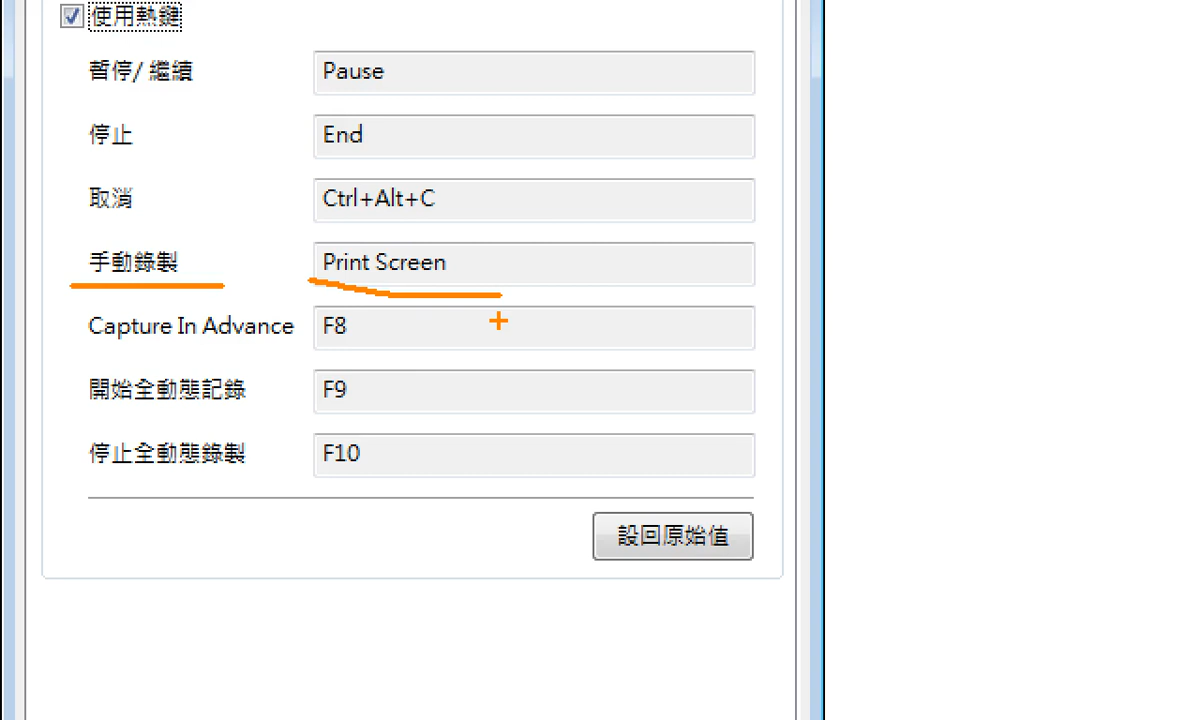 使用熱鍵
暫停/ 繼續 Pause
停止 End
取消 Ctrl+Alt+C
手動錄製 Print Screen
Capture In Advance F8
開始全動態記錄 F9
停止全動態錄製 F10
設回原始值